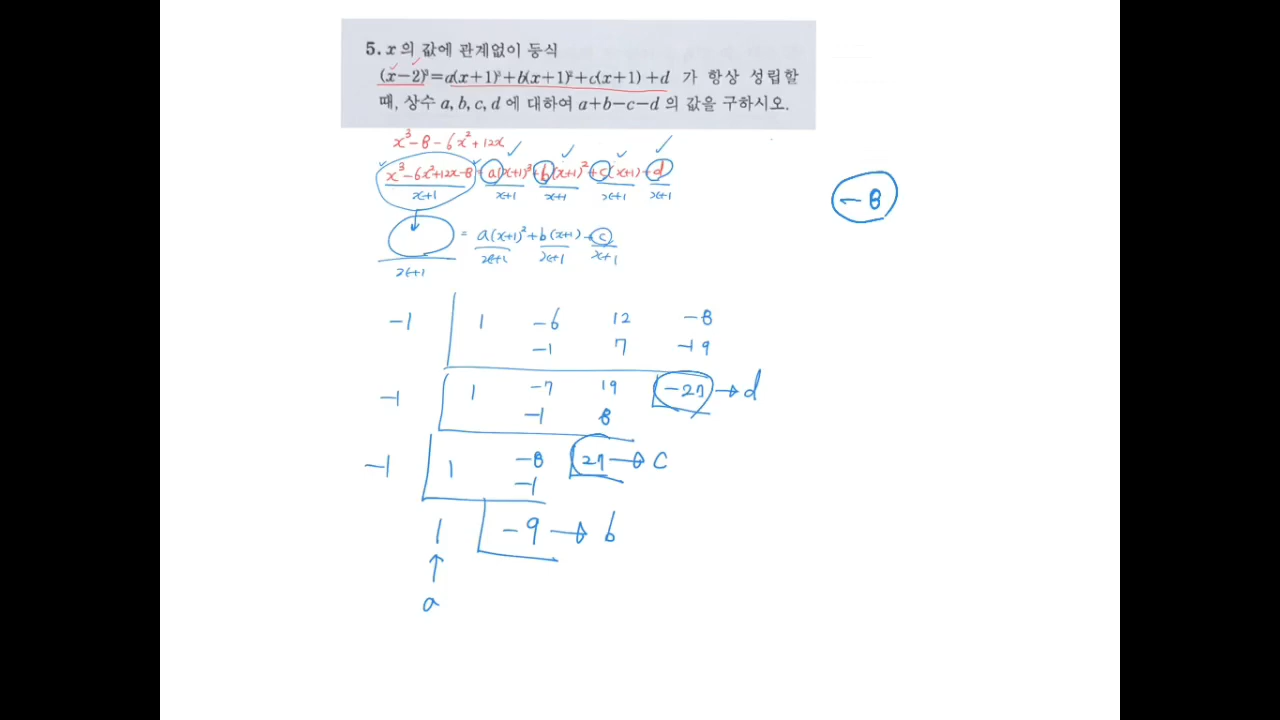 5. x의 값에 관계없이 등식
(x-2)³=a(x+1)³+b(x+1)²+c(x+1)+d 가 항상 성립할
때, 상수 a, b, c, d에 대하여 a+b-c-d의 값을 구하시오.
x³-8-6x²+12x
x³-6x²+12x-8 = a(x+1)³+b(x+1)²+c(x+1)+d
x+1 x+1 x+1 x+1 x+1
-8
= a(x+1)²+b(x+1)+c
x+1 x+1 x+1 x+1
-1 1 -6 12 -8
-1 7 -19
-1 1 -7 19 -27 → d
-1 8
-1 1 -8 27 → c
-1
1 -9 → b
↑
a